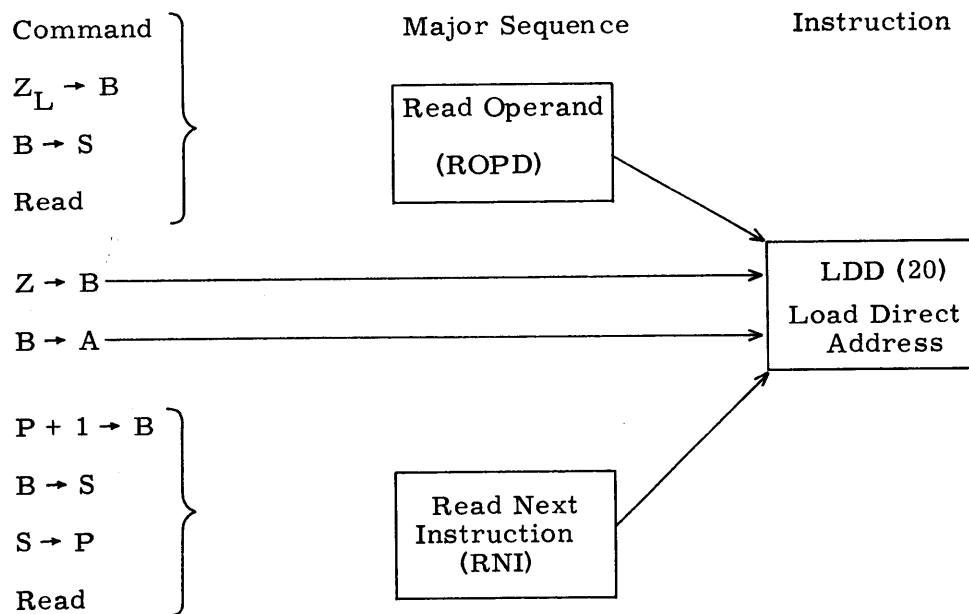 Command Major Sequence Instruction
Z_L → B
B → S
Read
Read Operand
(ROPD)
Z → B
B → A
LDD (20)
Load Direct
Address
P + 1 → B
B → S
S → P
Read
Read Next
Instruction
(RNI)